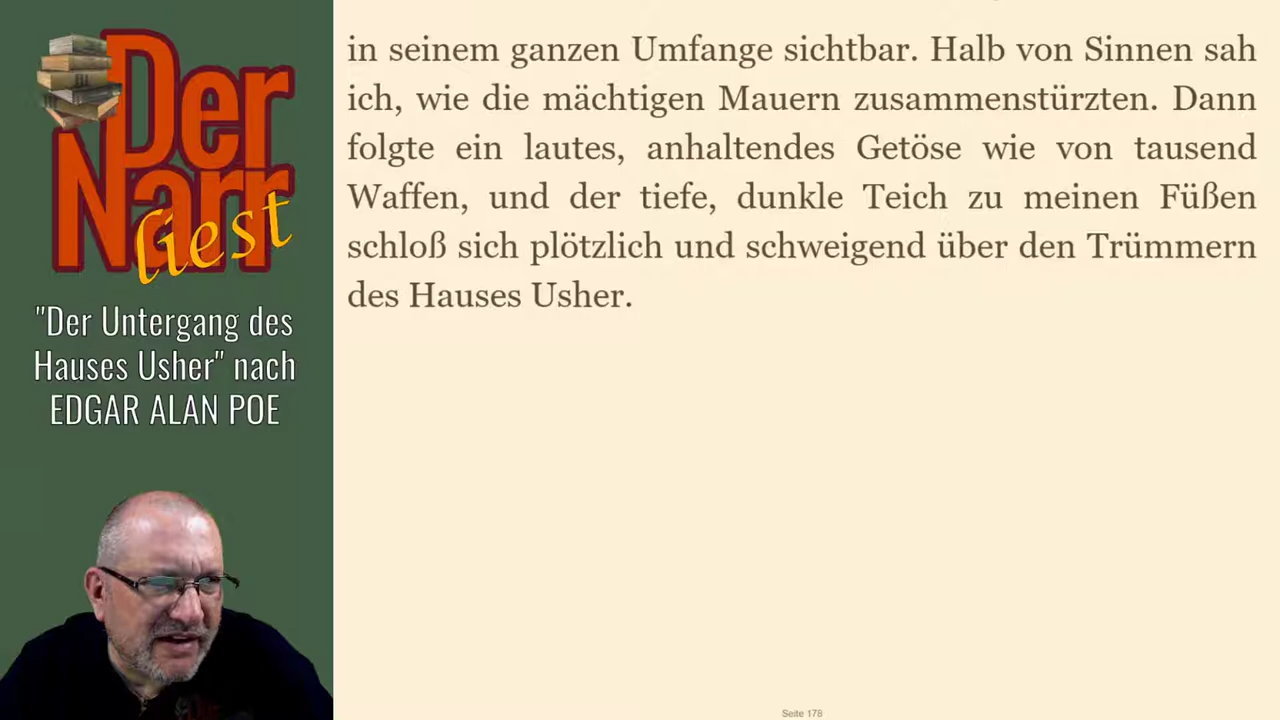 Der
Narr
liest
"Der Untergang des
Hauses Usher" nach
EDGAR ALAN POE
in seinem ganzen Umfange sichtbar. Halb von Sinnen sah
ich, wie die mächtigen Mauern zusammenstürzten. Dann
folgte ein lautes, anhaltendes Getöse wie von tausend
Waffen, und der tiefe, dunkle Teich zu meinen Füßen
schloß sich plötzlich und schweigend über den Trümmern
des Hauses Usher.
Seite 178